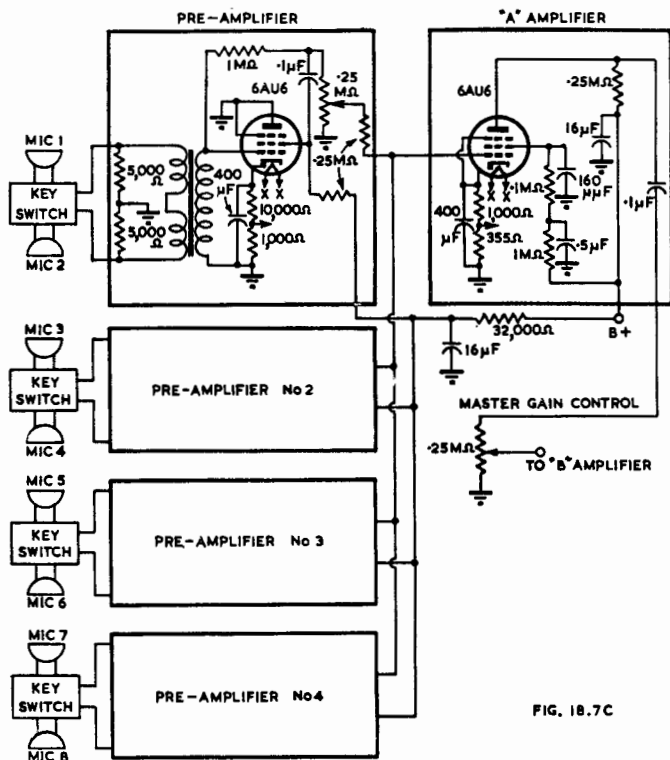 PRE-AMPLIFIER
"A" AMPLIFIER
1MΩ
.1µF
.25
MΩ
6AU6
6AU6
.25MΩ
MIC 1
KEY
SWITCH
MIC 2
5,000
Ω
5,000
Ω
400
µF
X X
10,000Ω
1,000Ω
.25MΩ
16µF
.1MΩ
160
µµF
.1µF
400
µF
X X
1,000Ω
355Ω
1MΩ
.5µF
32,000Ω
B+
16µF
MIC 3
KEY
SWITCH
MIC 4
PRE-AMPLIFIER No 2
MASTER GAIN CONTROL
.25MΩ
TO "B" AMPLIFIER
MIC 5
KEY
SWITCH
MIC 6
PRE-AMPLIFIER No 3
MIC 7
KEY
SWITCH
MIC 8
PRE-AMPLIFIER No 4
FIG. 18.7C